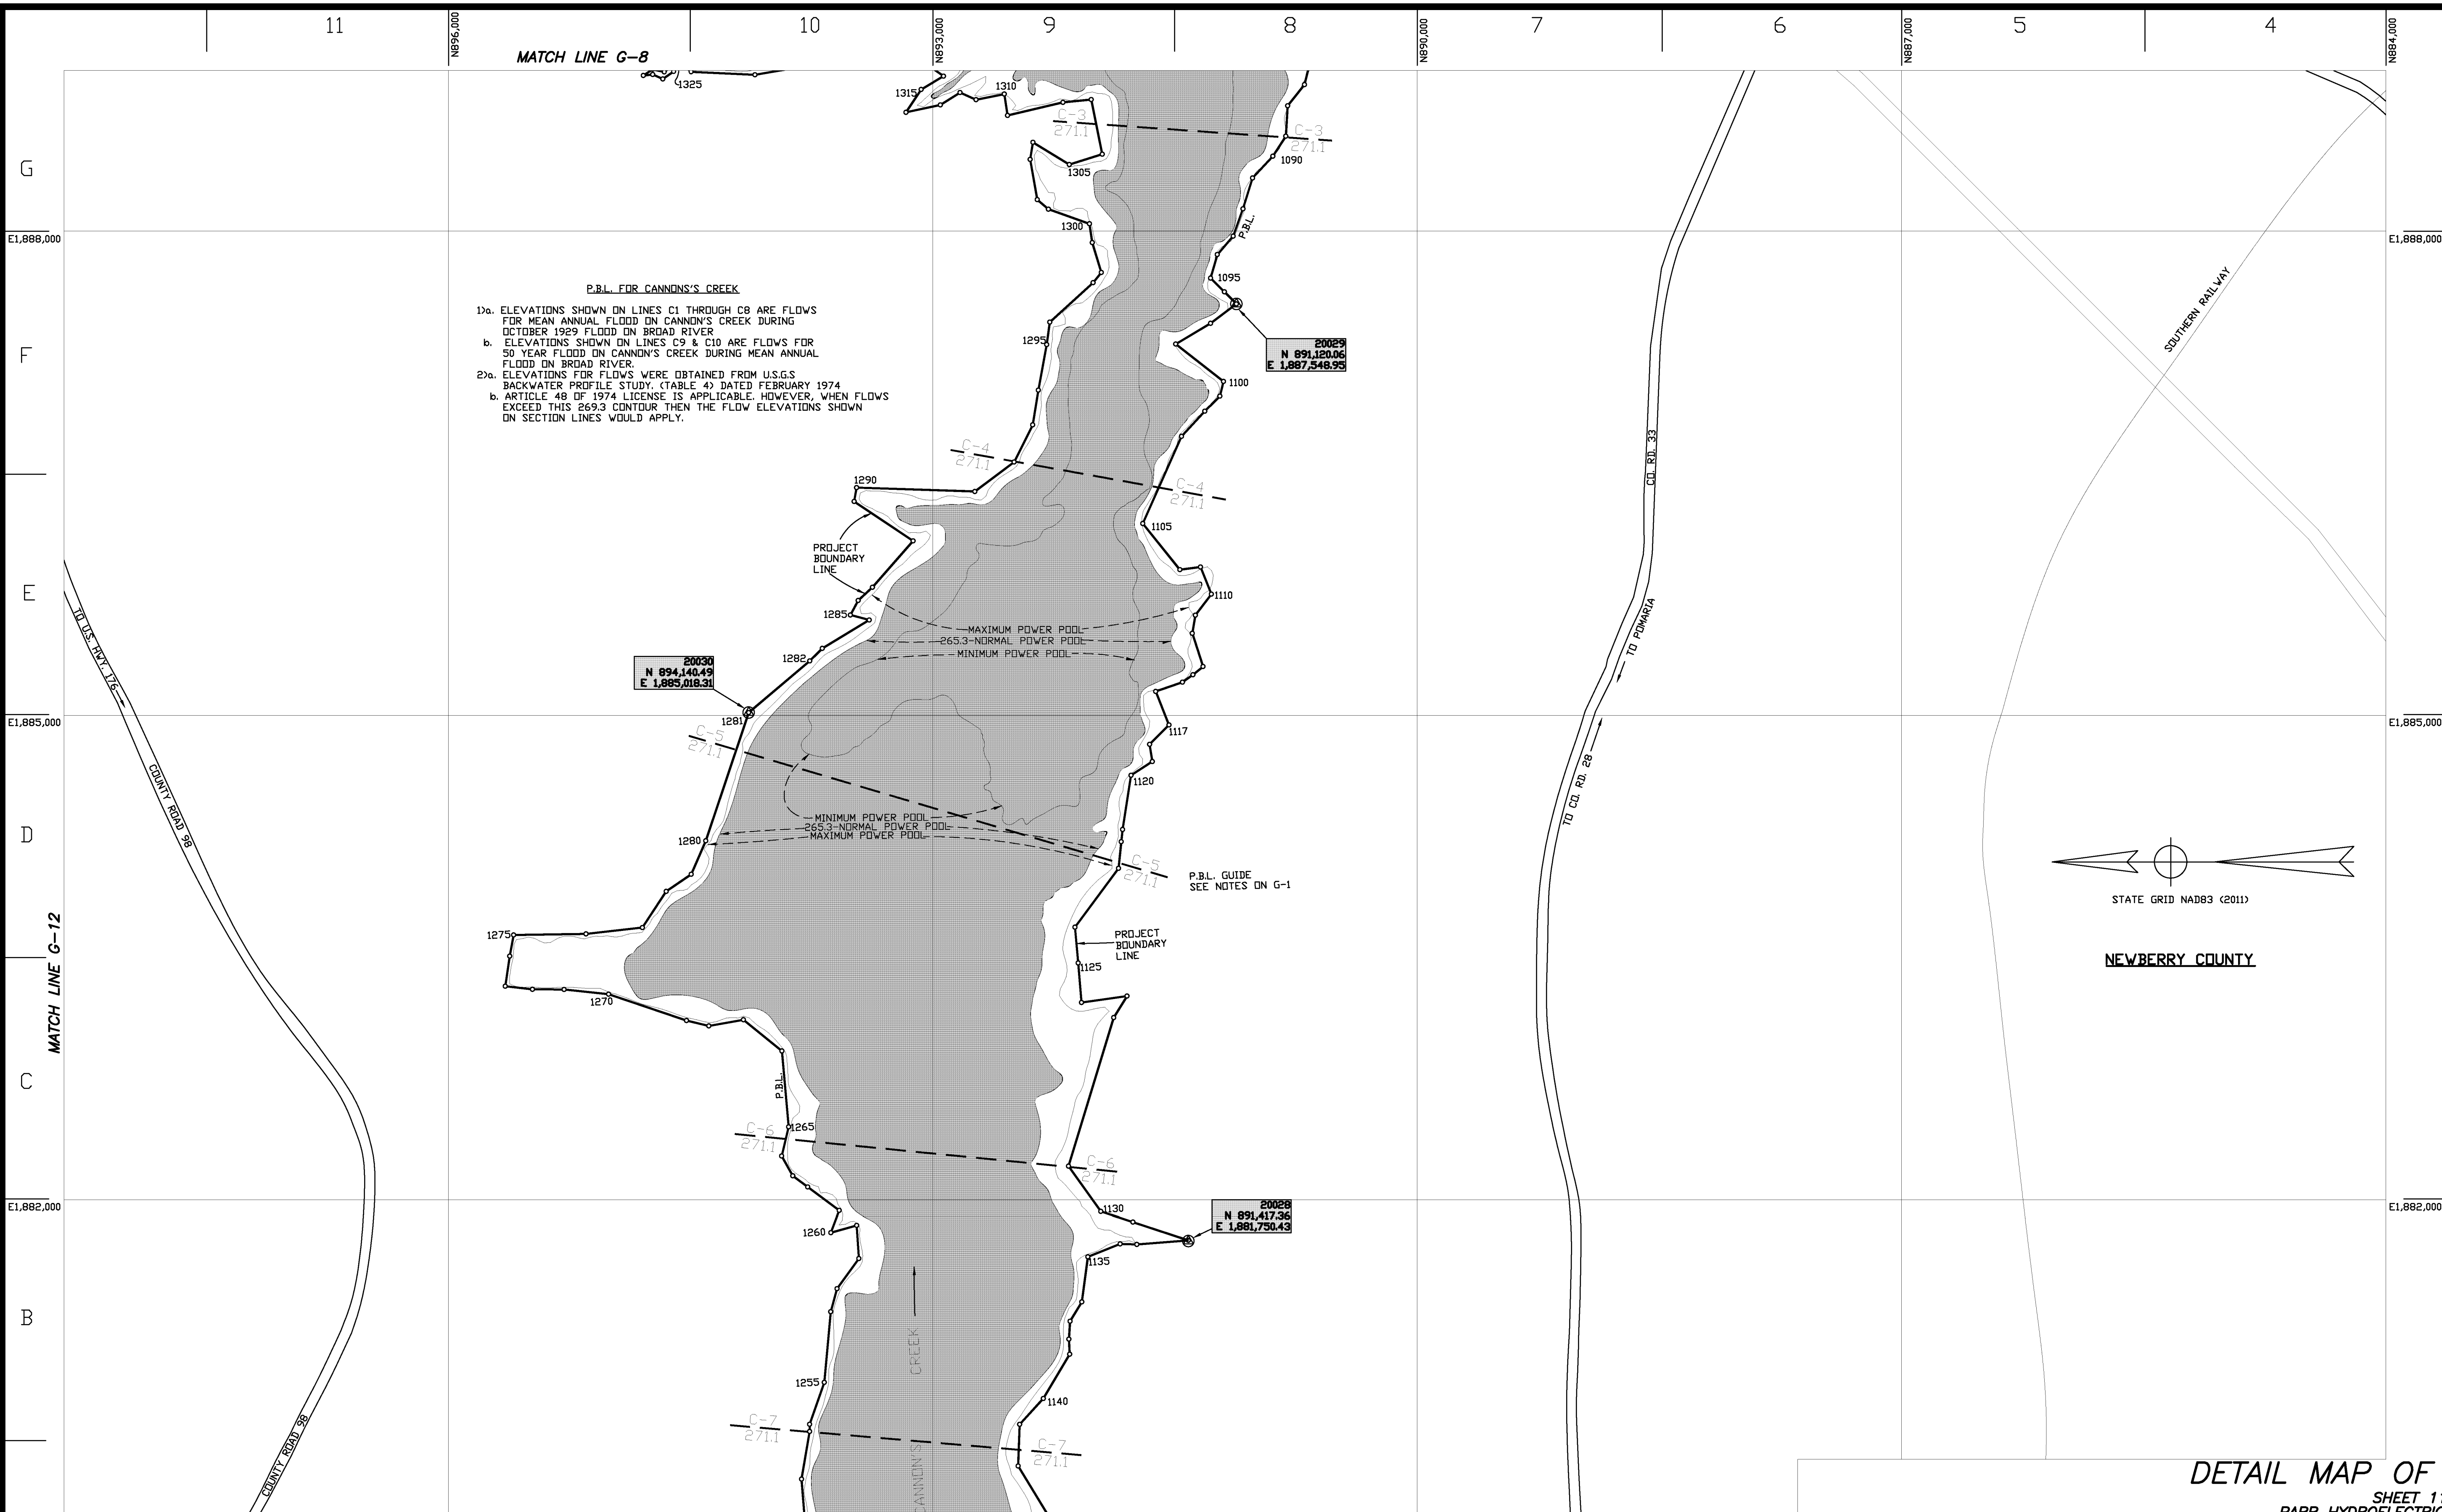 11
10
9
8
7
6
5
4
N896,000
N893,000
N890,000
N887,000
N884,000
MATCH LINE G-8
1325
1315
1310
C-3
271.1
C-3
271.1
1305
1090
G
1300
P.B.L.
E1,888,000
E1,888,000
1095
P.B.L. FOR CANNONS'S CREEK
1)a. ELEVATIONS SHOWN ON LINES C1 THROUGH C8 ARE FLOWS
FOR MEAN ANNUAL FLOOD ON CANNON'S CREEK DURING
OCTOBER 1929 FLOOD ON BROAD RIVER
b. ELEVATIONS SHOWN ON LINES C9 & C10 ARE FLOWS FOR
50 YEAR FLOOD ON CANNON'S CREEK DURING MEAN ANNUAL
FLOOD ON BROAD RIVER.
2)a. ELEVATIONS FOR FLOWS WERE OBTAINED FROM U.S.G.S
BACKWATER PROFILE STUDY. (TABLE 4) DATED FEBRUARY 1974
b. ARTICLE 48 OF 1974 LICENSE IS APPLICABLE. HOWEVER, WHEN FLOWS
EXCEED THIS 269.3 CONTOUR THEN THE FLOW ELEVATIONS SHOWN
ON SECTION LINES WOULD APPLY.
SOUTHERN RAILWAY
F
1295
20029
N 891,120.06
E 1,887,548.95
1100
CO. RD. 33
C-4
271.1
C-4
271.1
1290
1105
PROJECT
BOUNDARY
LINE
E
1110
1285
MAXIMUM POWER POOL
265.3-NORMAL POWER POOL
MINIMUM POWER POOL
TO POMARIA
TO U.S. HWY. 176
1282
20030
N 894,140.49
E 1,885,018.31
E1,885,000
E1,885,000
1281
C-5
271.1
1117
1120
COUNTY ROAD 98
TO CO. RD. 28
D
MINIMUM POWER POOL
265.3-NORMAL POWER POOL
MAXIMUM POWER POOL
1280
C-5
271.1
P.B.L. GUIDE
SEE NOTES ON G-1
STATE GRID NAD83 (2011)
NEWBERRY COUNTY
MATCH LINE G-12
1275
PROJECT
BOUNDARY
LINE
1125
1270
C
P.B.L.
1265
C-6
271.1
C-6
271.1
E1,882,000
E1,882,000
1130
20028
N 891,417.36
E 1,881,750.43
1260
1135
B
CANNON'S CREEK
1255
1140
C-7
271.1
C-7
271.1
COUNTY ROAD 98
DETAIL MAP OF
SHEET 11
PARR HYDROELECTRIC